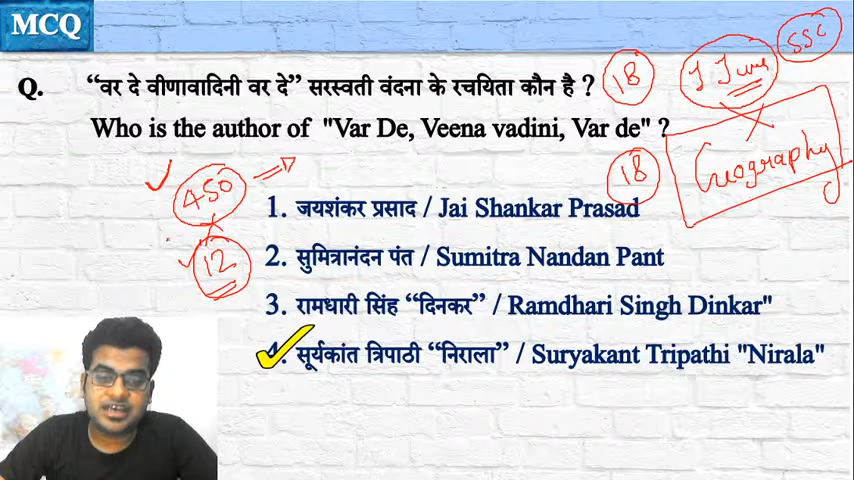 MCQ
Q. “वर दे वीणावादिनी वर दे” सरस्वती वंदना के रचयिता कौन है ?
Who is the author of "Var De, Veena vadini, Var de" ?
18
1 June
SSC
18
Geography
450
12
1. जयशंकर प्रसाद / Jai Shankar Prasad
2. सुमित्रानंदन पंत / Sumitra Nandan Pant
3. रामधारी सिंह “दिनकर” / Ramdhari Singh Dinkar"
4. सूर्यकांत त्रिपाठी “निराला” / Suryakant Tripathi "Nirala"